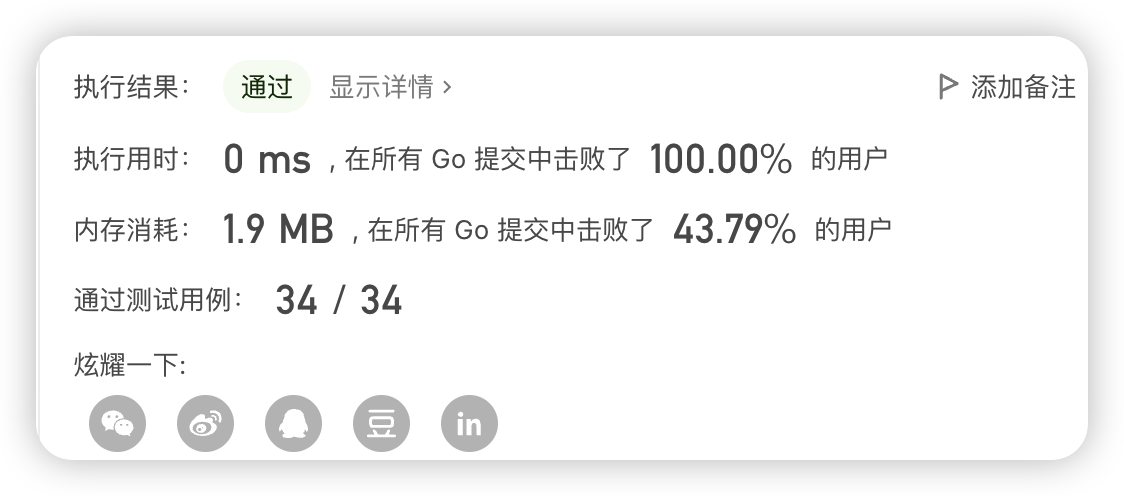 执行结果： 通过 显示详情 › 添加备注
执行用时： 0 ms , 在所有 Go 提交中击败了 100.00% 的用户
内存消耗： 1.9 MB , 在所有 Go 提交中击败了 43.79% 的用户
通过测试用例： 34 / 34
炫耀一下:
豆 in